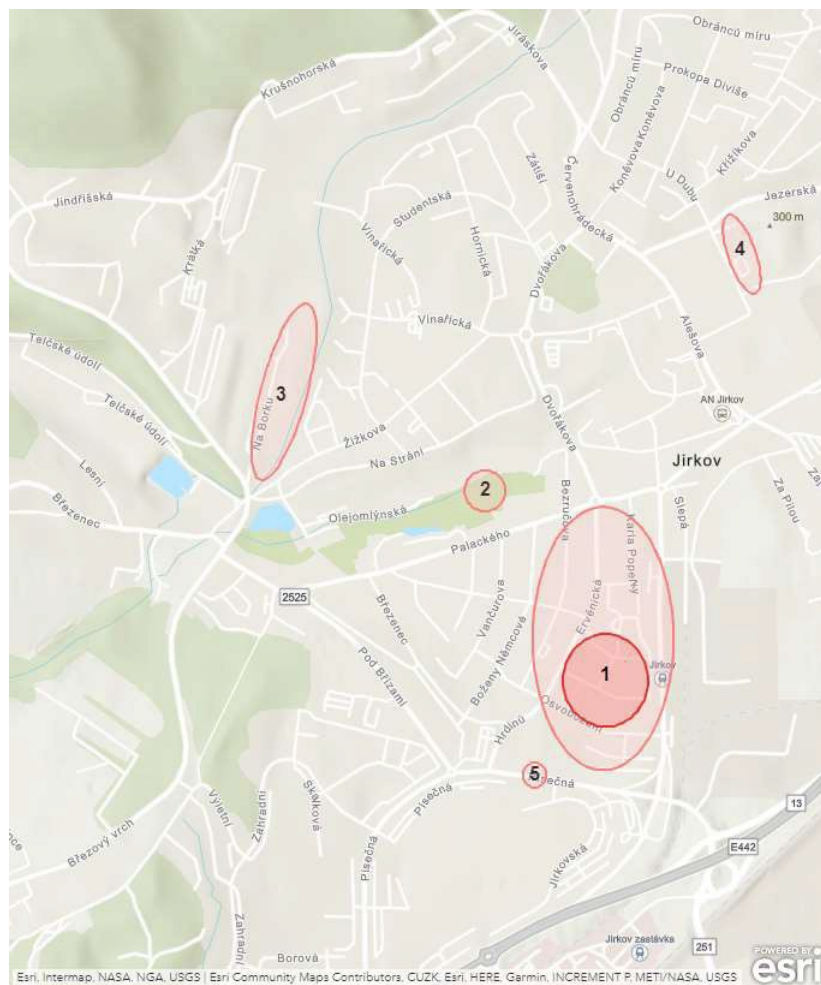 Obránců míru
Jiráskova
Krušnohorská
Prokopa Diviše
Obránců míru
Koněvova
Koněvova
Křižíkova
Zátiší
Červenohrádecká
U Dubu
Jezerská
300 m
Jindřišská
Studentská
Vinařická
Hornická
4
Krátká
Dvořákova
Vinařická
Alešova
Telčské údolí
3
Na Borku
AN Jirkov
Telčské údolí
Dvořákova
Žižkova
Na Stráni
Jirkov
Lesní
2
Bezručova
Slepá
Za Pilou
Březenec
Olejomlýnská
Karla Popelky
Palackého
Ervěnická
2525
Březenec
Vančurova
Boženy Němcové
1
Jirkov
Pod Břízami
Osvobození
Hrdinů
5
Písečná
Písečná
Skalková
Výletní
Zahradní
13
Březový vrch
E442
Písečná
Jirkovská
Zahradní
Borová
Jirkov zastávka
251
POWERED BY
esri
Esri, Intermap, NASA, NGA, USGS | Esri Community Maps Contributors, CUZK, Esri, HERE, Garmin, INCREMENT P, METI/NASA, USGS